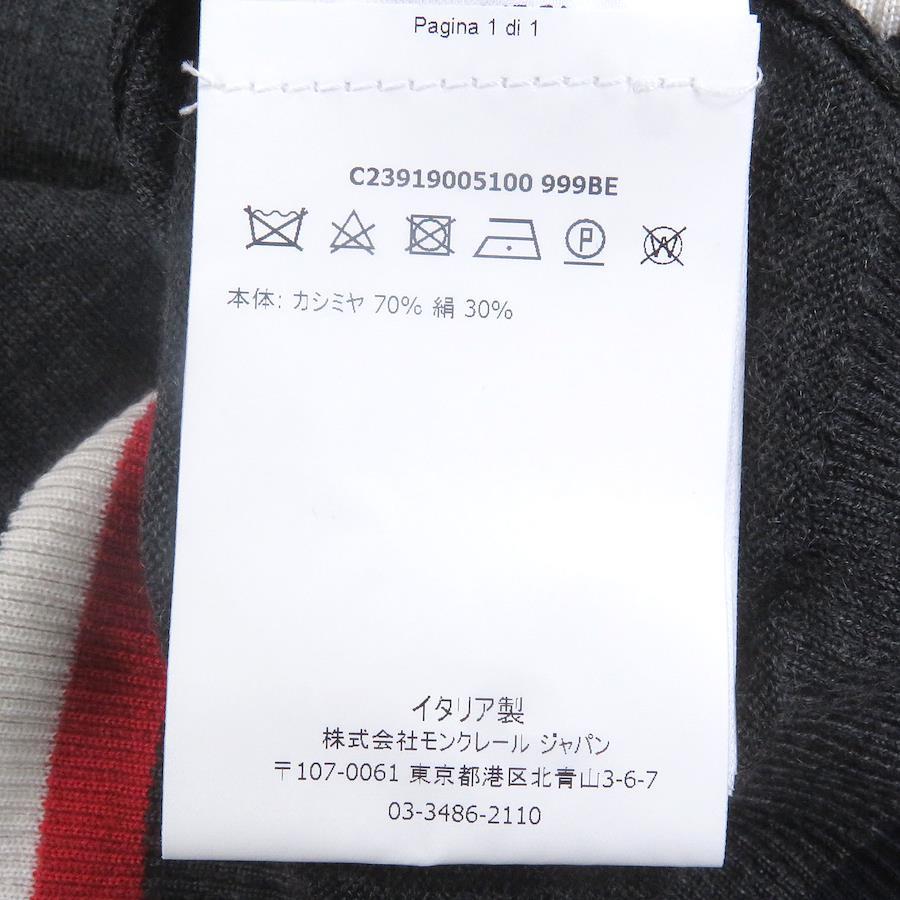 Pagina 1 di 1
C23919005100 999BE
P W
本体: カシミヤ 70% 絹 30%
イタリア製
株式会社モンクレール ジャパン
〒107-0061 東京都港区北青山3-6-7
03-3486-2110